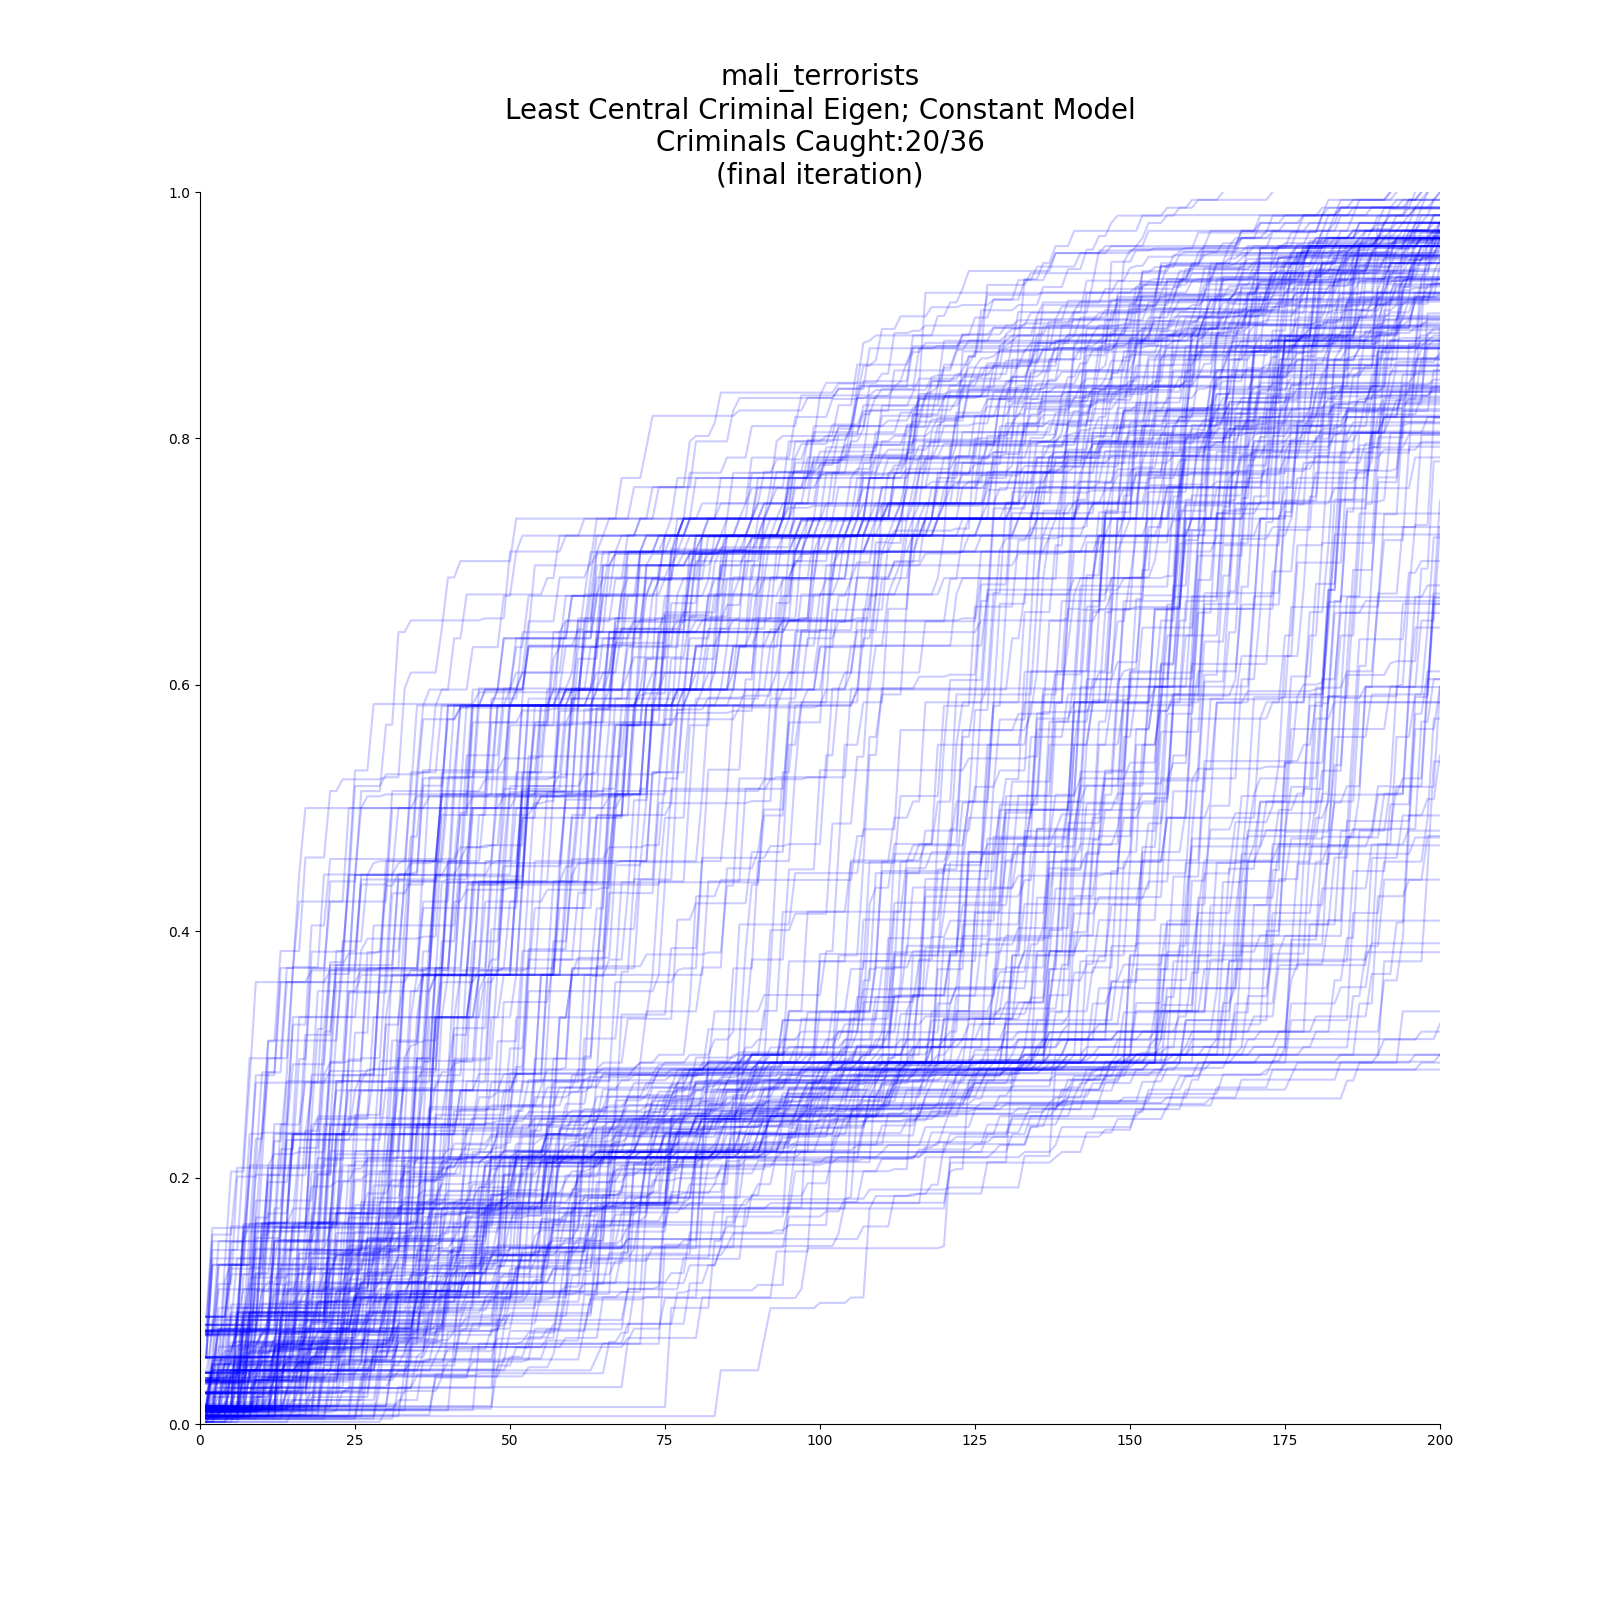 mali_terrorists
Least Central Criminal Eigen; Constant Model
Criminals Caught:20/36
(final iteration)
1.0
0.8
0.6
0.4
0.2
0.0
0 25 50 75 100 125 150 175 200